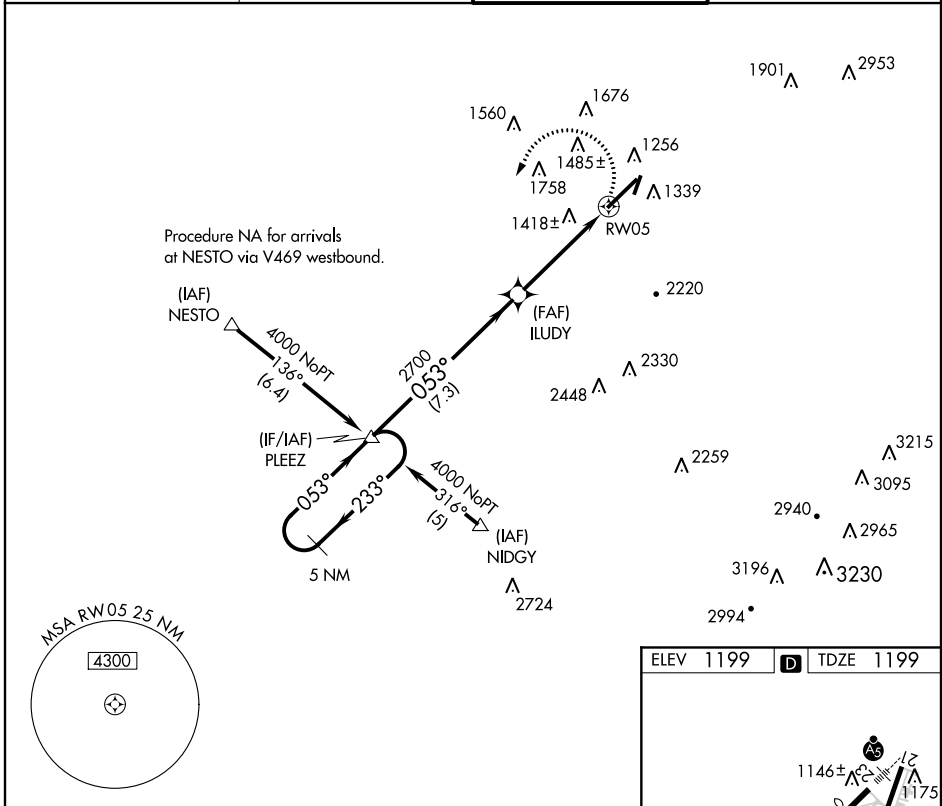 1901
2953
1560
1676
1485±
1256
1758
1339
1418±
RW05
Procedure NA for arrivals
at NESTO via V469 westbound.
2220
(IAF)
NESTO
(FAF)
ILUDY
4000 NoPT
136°
(6.4)
2700
053°
(7.3)
2330
2448
(IF/IAF)
PLEEZ
3215
2259
3095
4000 NoPT
316°
(5)
053°
233°
2940
2965
(IAF)
NIDGY
5 NM
3196
3230
2724
2994
MSA RW05 25 NM
4300
ELEV 1199 D TDZE 1199
A5
21
23
1146±
1175